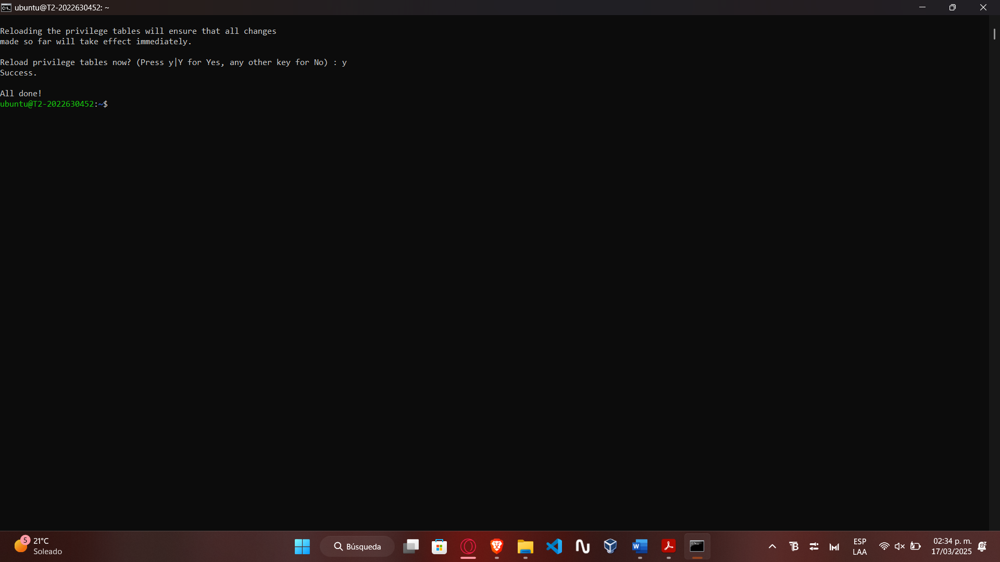 ubuntu@T2-2022630452: ~
Reloading the privilege tables will ensure that all changes
made so far will take effect immediately.
Reload privilege tables now? (Press y|Y for Yes, any other key for No) : y
Success.
All done!
ubuntu@T2-2022630452:~$
5
21°C
Soleado
Búsqueda
ESP
LAA
02:34 p. m.
17/03/2025